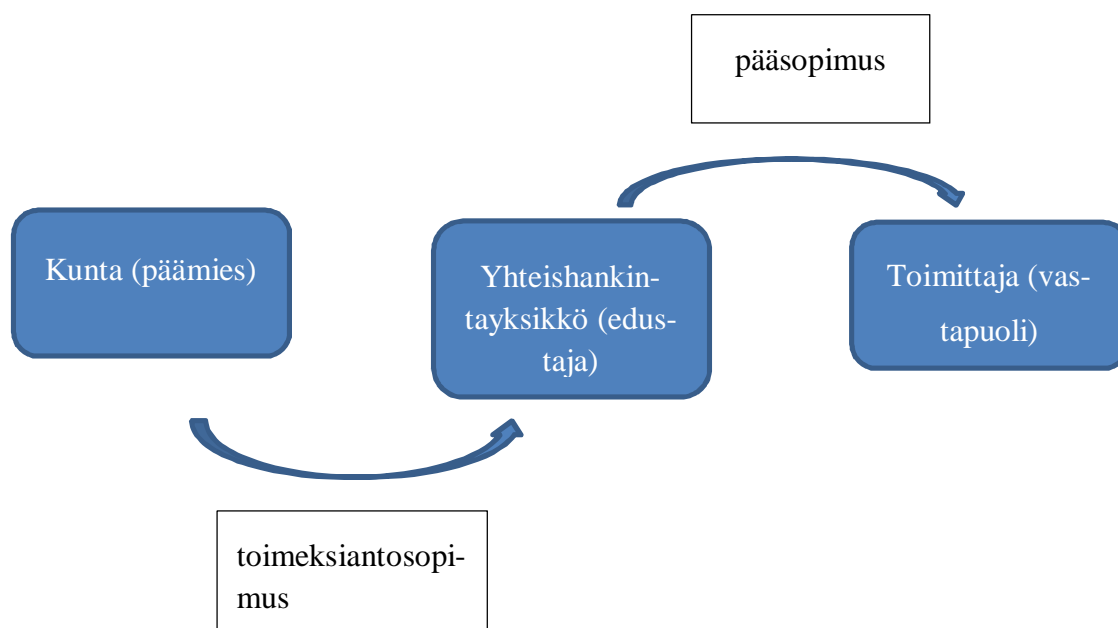 pääsopimus
Kunta (päämies)
Yhteishankin-
tayksikkö (edus-
taja)
Toimittaja (vas-
tapuoli)
toimeksiantosopi-
mus